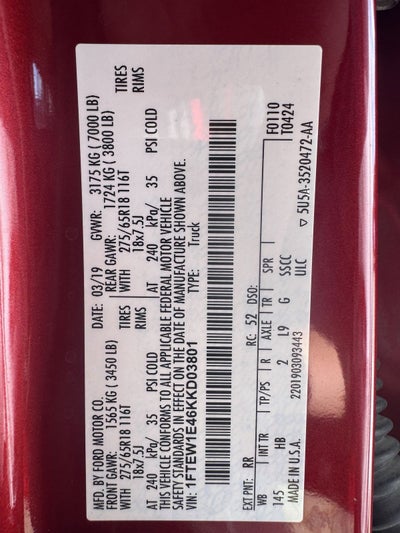 MFD. BY FORD MOTOR CO.
DATE: 03/19 GVWR: 3175 KG ( 7000 LB)
FRONT GAWR: 1565 KG ( 3450 LB) REAR GAWR: 1724 KG ( 3800 LB)
WITH 275/65R18 116T TIRES WITH 275/65R18 116T TIRES
18x7.5J RIMS 18x7.5J RIMS
AT 240 kPa/ 35 PSI COLD AT 240 kPa/ 35 PSI COLD
THIS VEHICLE CONFORMS TO ALL APPLICABLE FEDERAL MOTOR VEHICLE
SAFETY STANDARDS IN EFFECT ON THE DATE OF MANUFACTURE SHOWN ABOVE.
VIN: 1FTEW1E46KKD03801 TYPE: Truck
F0110
T0424
EXT PNT: RR RC: 52 DSO:
WB INT TR TP/PS R AXLE TR SPR
145 HB 2 L9 G SSCC
ULC
MADE IN U.S.A. 2201903093443
▽ 5U5A-3520472-AA